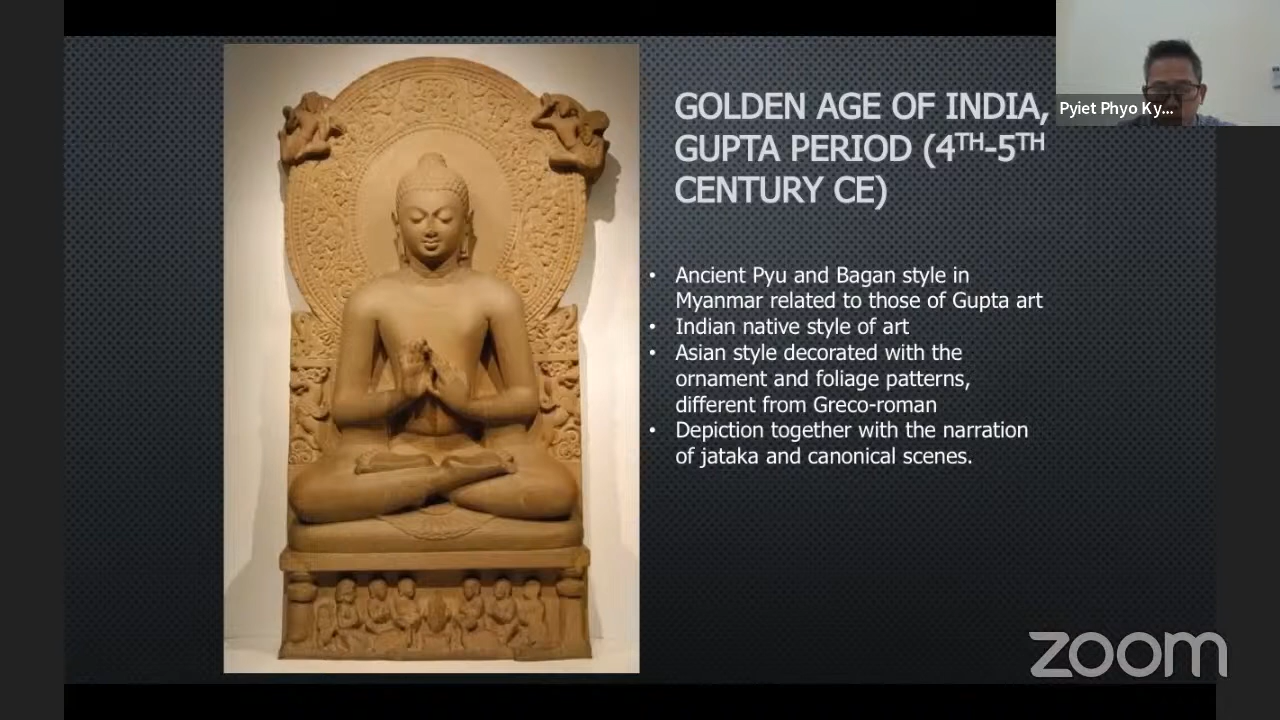 GOLDEN AGE OF INDIA,
GUPTA PERIOD (4TH-5TH
CENTURY CE)
Pyiet Phyo Ky...
• Ancient Pyu and Bagan style in
Myanmar related to those of Gupta art
• Indian native style of art
• Asian style decorated with the
ornament and foliage patterns,
different from Greco-roman
• Depiction together with the narration
of jataka and canonical scenes.
zoom